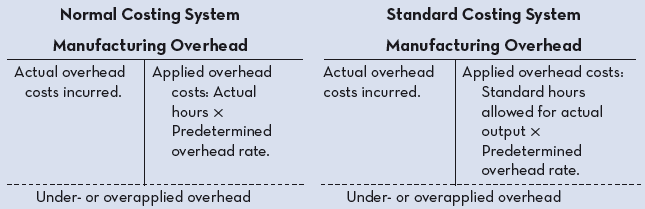 Normal Costing System
Manufacturing Overhead
Actual overhead
costs incurred.
Applied overhead
costs: Actual
hours ×
Predetermined
overhead rate.
Under- or overapplied overhead
Standard Costing System
Manufacturing Overhead
Actual overhead
costs incurred.
Applied overhead costs:
Standard hours
allowed for actual
output ×
Predetermined
overhead rate.
Under- or overapplied overhead